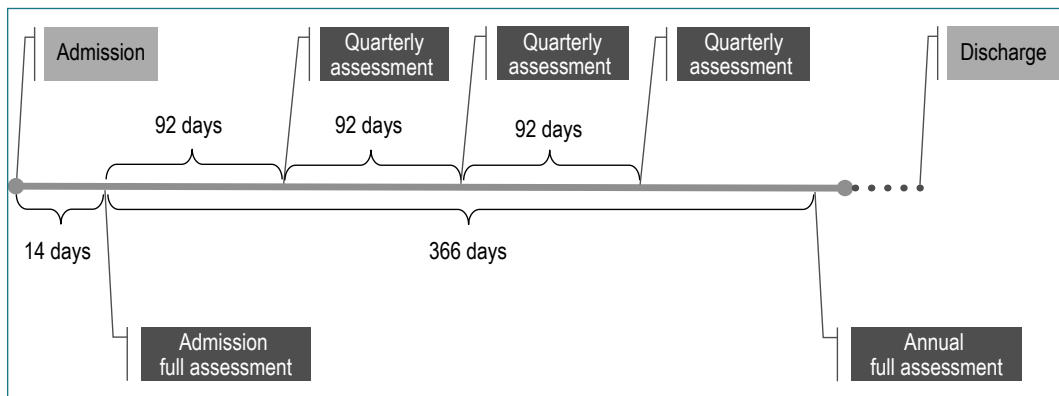 Admission
Quarterly
assessment
Quarterly
assessment
Quarterly
assessment
Discharge
92 days
92 days
92 days
14 days
366 days
Admission
full assessment
Annual
full assessment